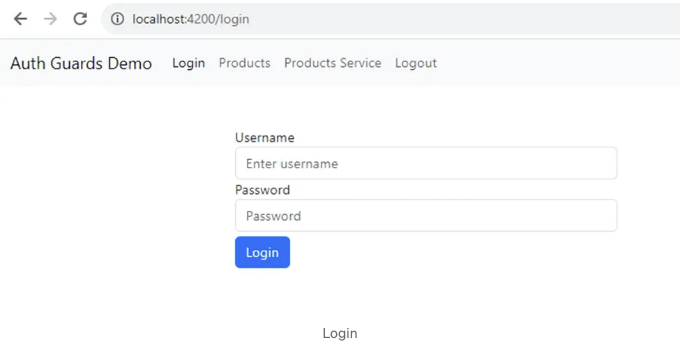 localhost:4200/login
Auth Guards Demo Login Products Products Service Logout
Username
Enter username
Password
Password
Login
Login